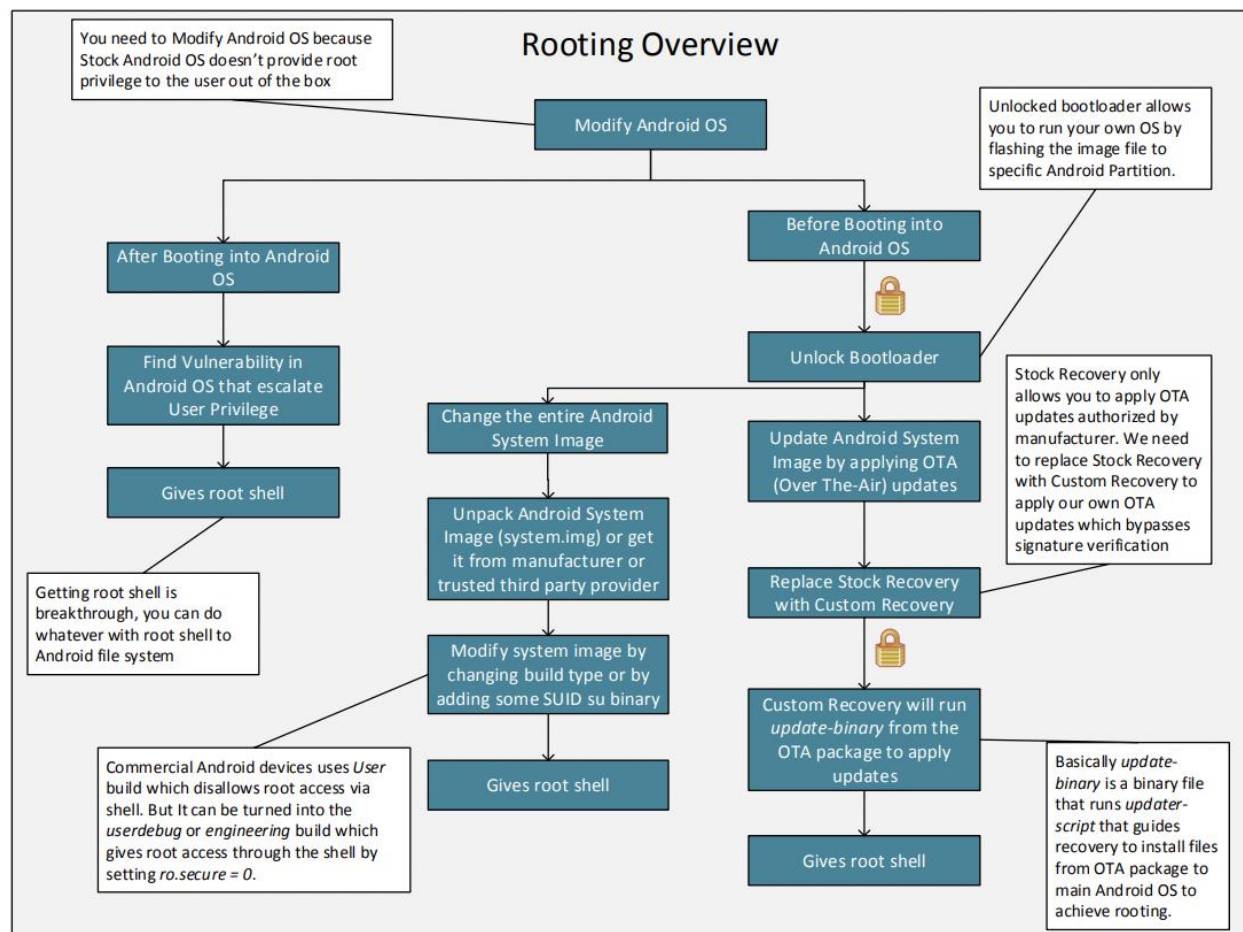 Rooting Overview
You need to Modify Android OS because
Stock Android OS doesn't provide root
privilege to the user out of the box
Modify Android OS
Unlocked bootloader allows
you to run your own OS by
flashing the image file to
specific Android Partition.
After Booting into Android
OS
Before Booting into
Android OS
Find Vulnerability in
Android OS that escalate
User Privilege
Unlock Bootloader
Gives root shell
Getting root shell is
breakthrough, you can do
whatever with root shell to
Android file system
Change the entire Android
System Image
Unpack Android System
Image (system.img) or get
it from manufacturer or
trusted third party provider
Modify system image by
changing build type or by
adding some SUID su binary
Commercial Android devices uses User
build which disallows root access via
shell. But It can be turned into the
userdebug or engineering build which
gives root access through the shell by
setting ro.secure = 0.
Gives root shell
Update Android System
Image by applying OTA
(Over The-Air) updates
Stock Recovery only
allows you to apply OTA
updates authorized by
manufacturer. We need
to replace Stock Recovery
with Custom Recovery to
apply our own OTA
updates which bypasses
signature verification
Replace Stock Recovery
with Custom Recovery
Custom Recovery will run
update-binary from the
OTA package to apply
updates
Basically update-
binary is a binary file
that runs updater-
script that guides
recovery to install files
from OTA package to
main Android OS to
achieve rooting.
Gives root shell